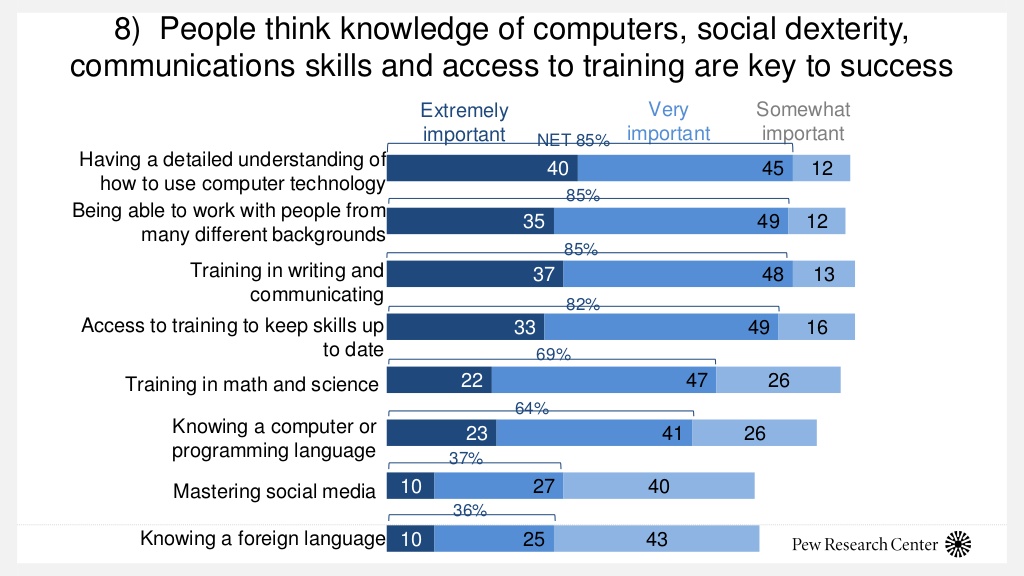 8) People think knowledge of computers, social dexterity,
communications skills and access to training are key to success
Extremely
important
Very
important
Somewhat
important
NET 85%
Having a detailed understanding of
how to use computer technology
40 45 12
85%
Being able to work with people from
many different backgrounds
35 49 12
85%
Training in writing and
communicating
37 48 13
82%
Access to training to keep skills up
to date
33 49 16
69%
Training in math and science
22 47 26
64%
Knowing a computer or
programming language
23 41 26
37%
Mastering social media
10 27 40
36%
Knowing a foreign language
10 25 43
Pew Research Center